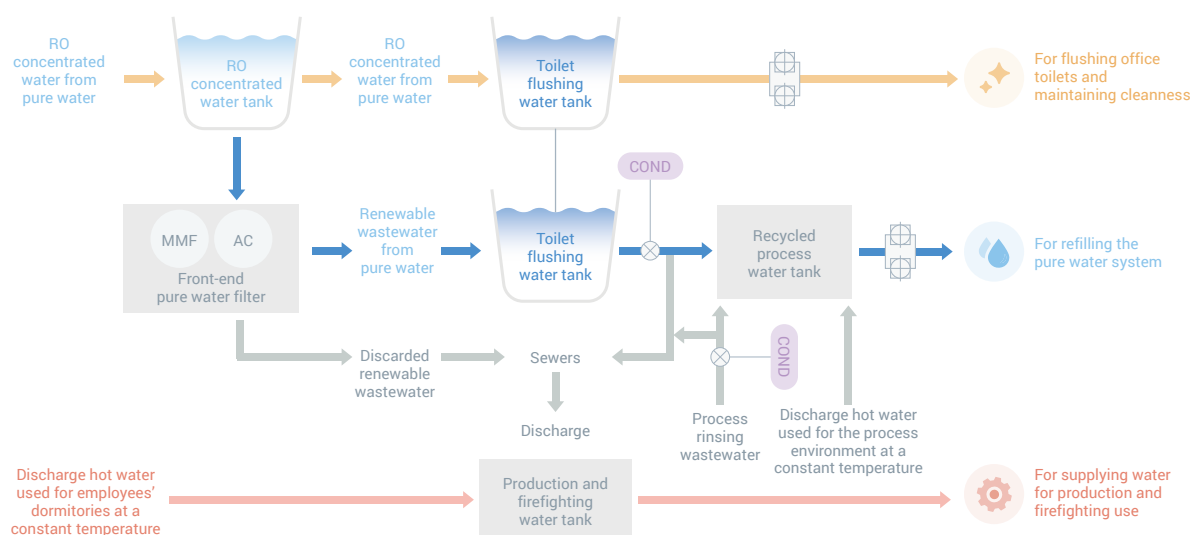 RO
concentrated
water from
pure water
RO
concentrated
water tank
RO
concentrated
water from
pure water
Toilet
flushing
water tank
For flushing office
toilets and
maintaining cleanness
COND
MMF
AC
Front-end
pure water filter
Renewable
wastewater
from
pure water
Toilet
flushing
water tank
Recycled
process
water tank
For refilling the
pure water system
Discarded
renewable
wastewater
Sewers
COND
Discharge
Process
rinsing
wastewater
Discharge hot water
used for the process
environment at a
constant temperature
Discharge hot water
used for employees’
dormitories at a
constant temperature
Production and
firefighting
water tank
For supplying water
for production and
firefighting use